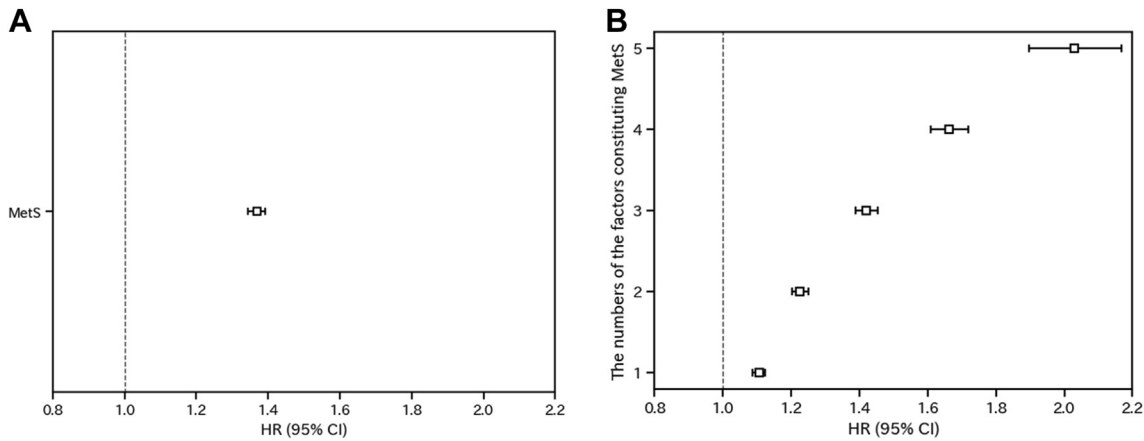 A
MetS
0.8 1.0 1.2 1.4 1.6 1.8 2.0 2.2
HR (95% CI)
B
The numbers of the factors constituting MetS
5
4
3
2
1
0.8 1.0 1.2 1.4 1.6 1.8 2.0 2.2
HR (95% CI)